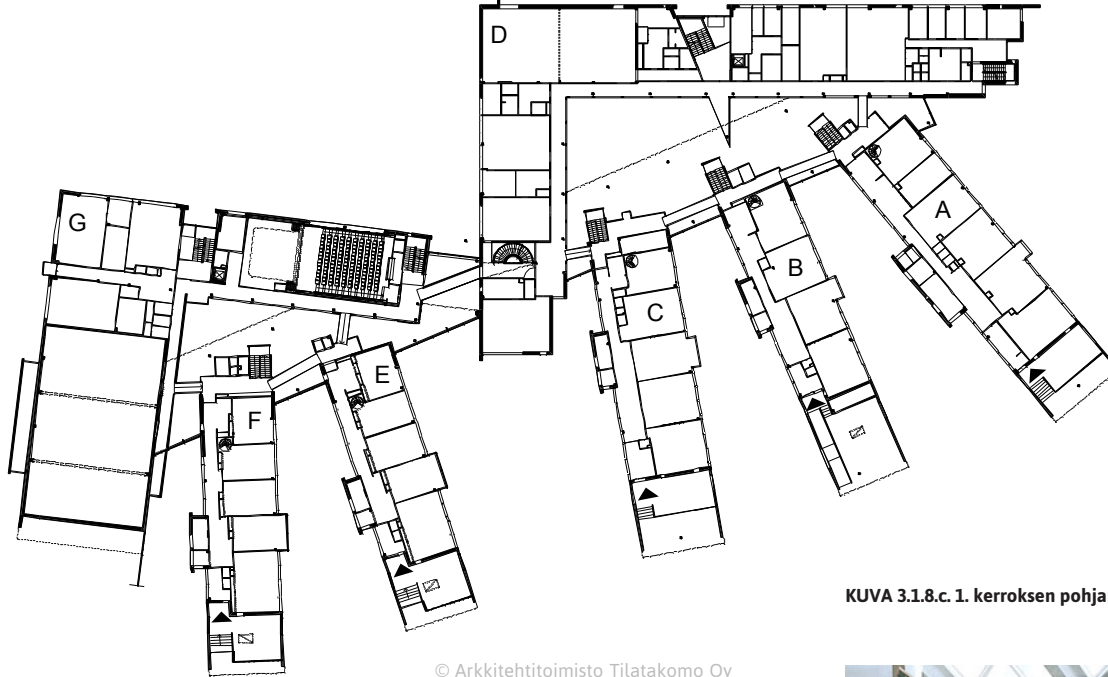 D
A
G
B
C
E
F
KUVA 3.1.8.c. 1. kerroksen pohja
© Arkkitehtitoimisto Tilatakomo Oy